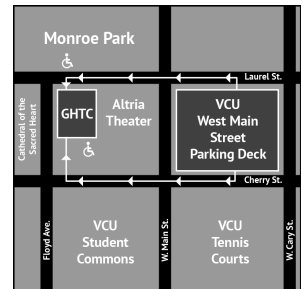 Monroe Park
Laurel St.
Cathedral of the
Sacred Heart
GHTC
Altria
Theater
VCU
West Main
Street
Parking Deck
Cherry St.
Floyd Ave.
VCU
Student
Commons
W. Main St.
VCU
Tennis
Courts
W. Cary St.